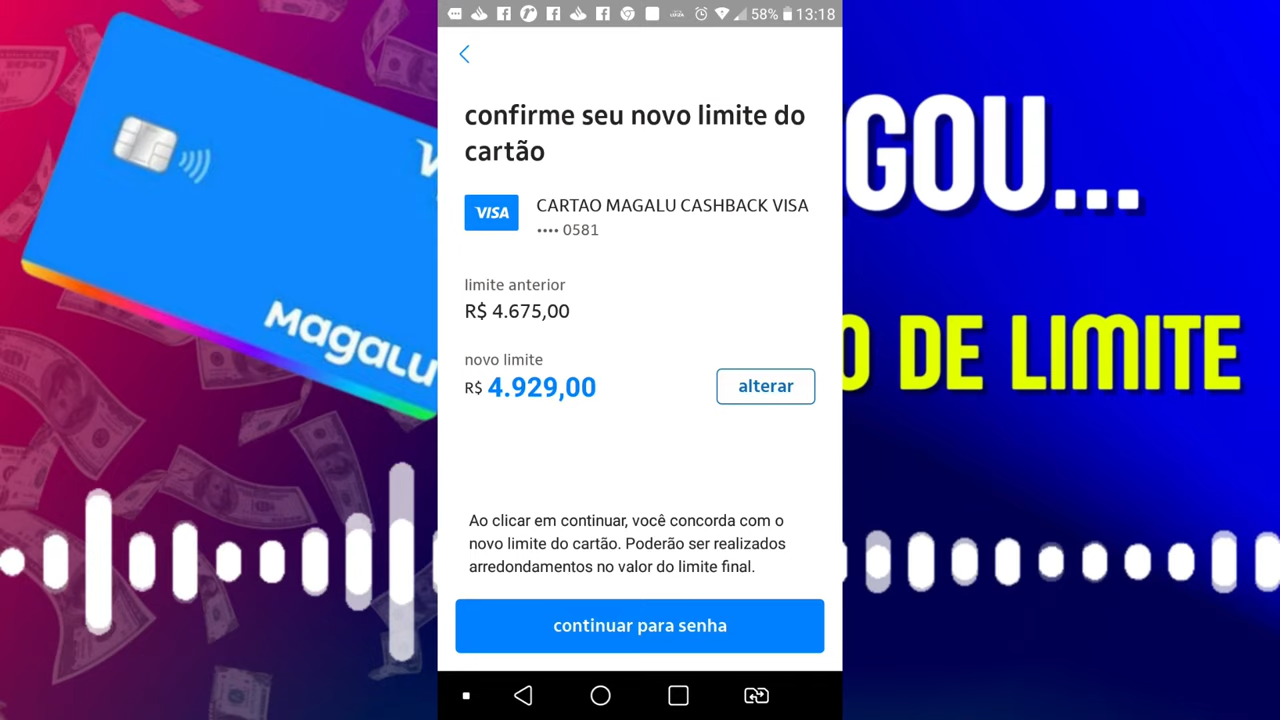 58% 13:18
confirme seu novo limite do
cartão
VISA
CARTAO MAGALU CASHBACK VISA
•••• 0581
limite anterior
R$ 4.675,00
novo limite
R$ 4.929,00
alterar
Ao clicar em continuar, você concorda com o
novo limite do cartão. Poderão ser realizados
arredondamentos no valor do limite final.
continuar para senha
Magalu
GOU...
O DE LIMITE